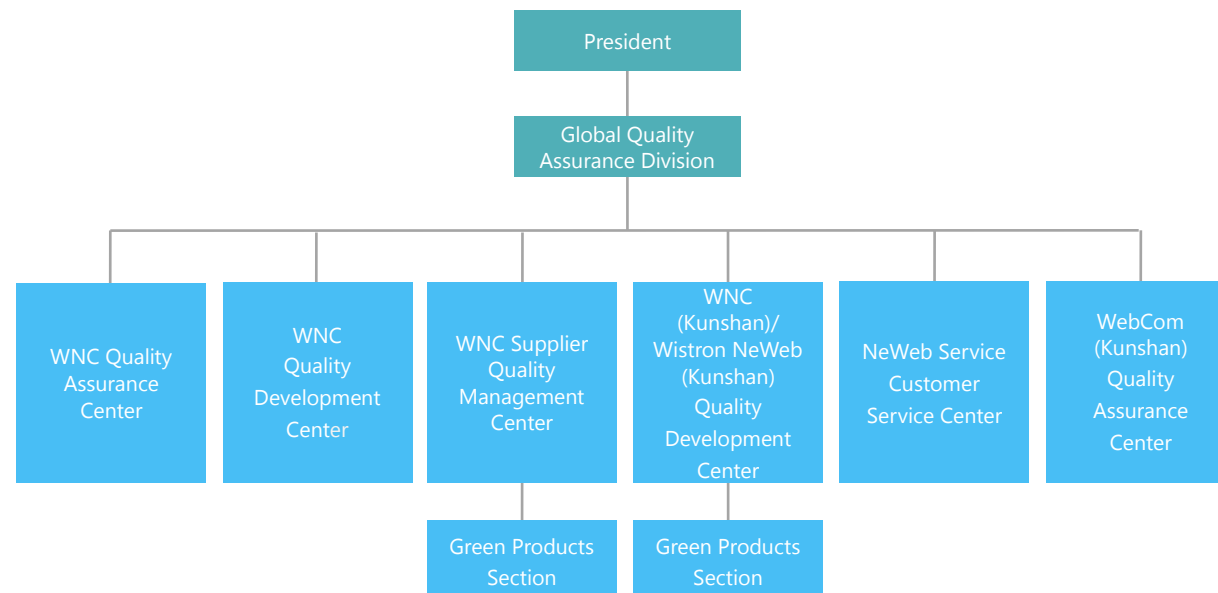 President
Global Quality
Assurance Division
WNC Quality
Assurance
Center
WNC
Quality
Development
Center
WNC Supplier
Quality
Management
Center
WNC
(Kunshan)/
Wistron NeWeb
(Kunshan)
Quality
Development
Center
NeWeb Service
Customer
Service Center
WebCom
(Kunshan)
Quality
Assurance
Center
Green Products
Section
Green Products
Section